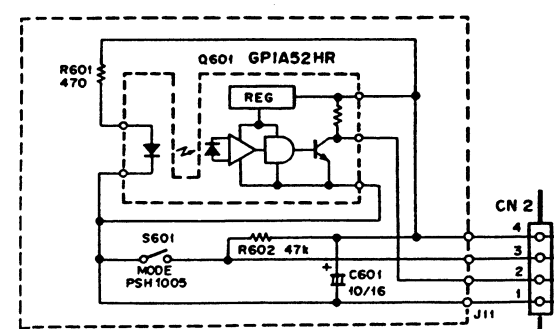 Q601 GP1A52HR
R601
470
REG
CN 2
S601
MODE
PSH1005
R602 47k
+
C601
10/16
4
3
2
1
J11